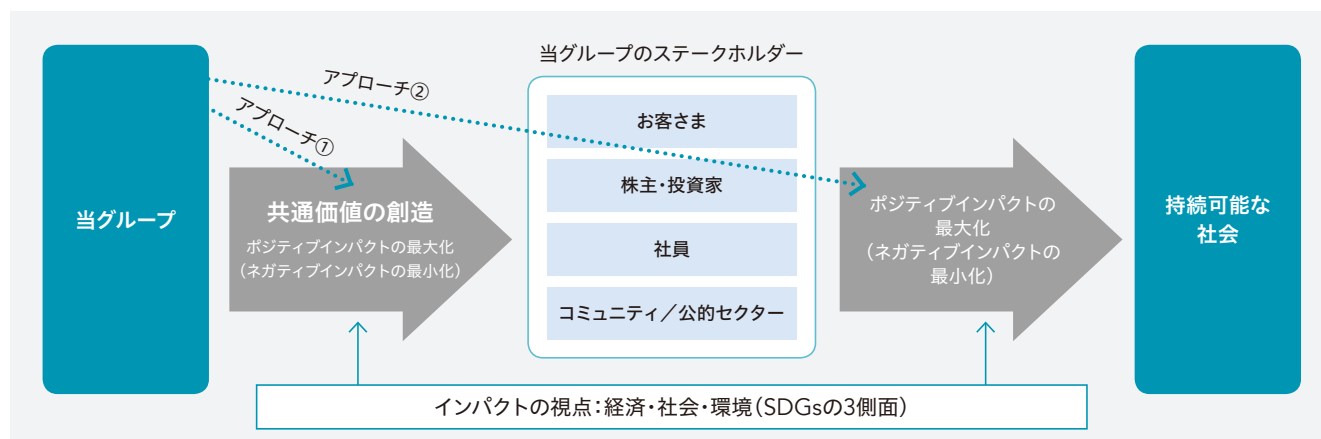 当グループのステークホルダー
アプローチ②
アプローチ①
当グループ
共通価値の創造
ポジティブインパクトの最大化
（ネガティブインパクトの最小化）
お客さま
株主・投資家
社員
コミュニティ／公的セクター
ポジティブインパクトの
最大化
（ネガティブインパクトの
最小化）
持続可能な
社会
インパクトの視点：経済・社会・環境（SDGsの3側面）